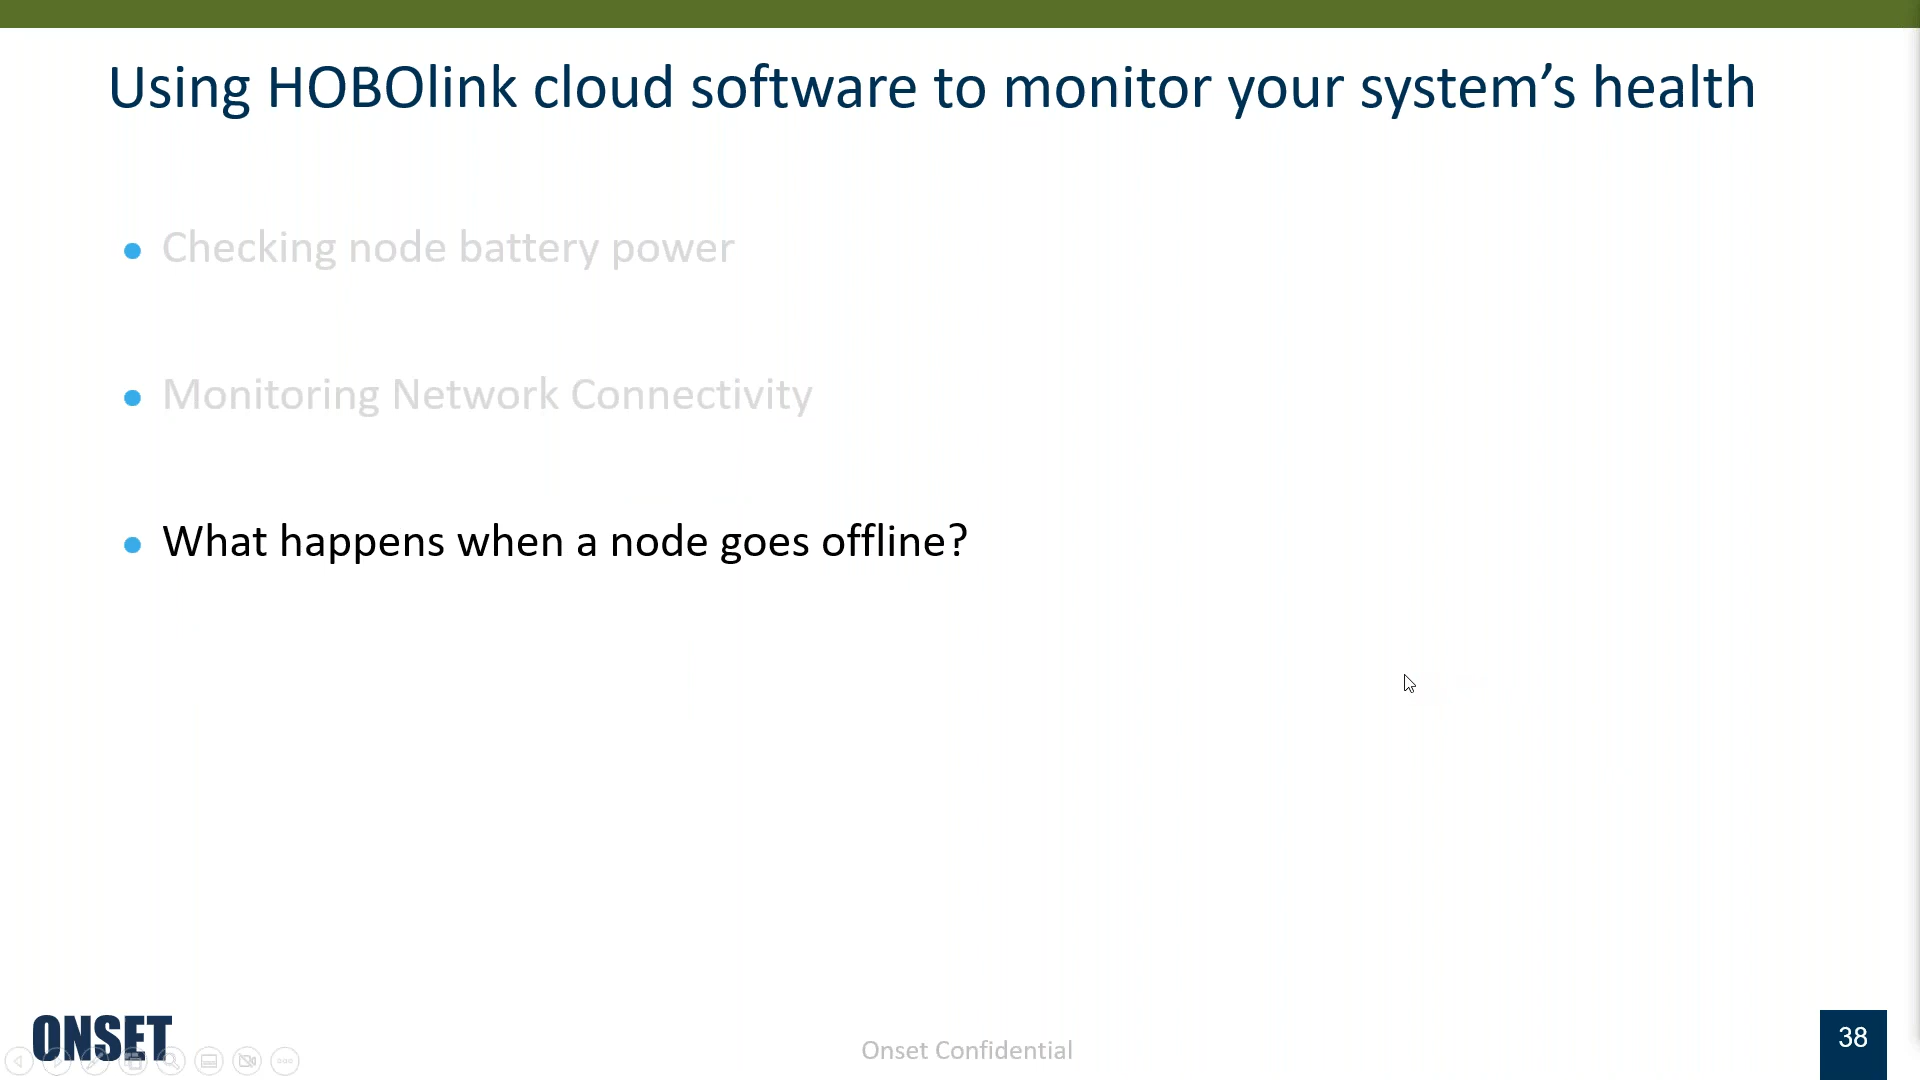 Using HOBOlink cloud software to monitor your system’s health
Checking node battery power
Monitoring Network Connectivity
What happens when a node goes offline?
ONSET
Onset Confidential
38